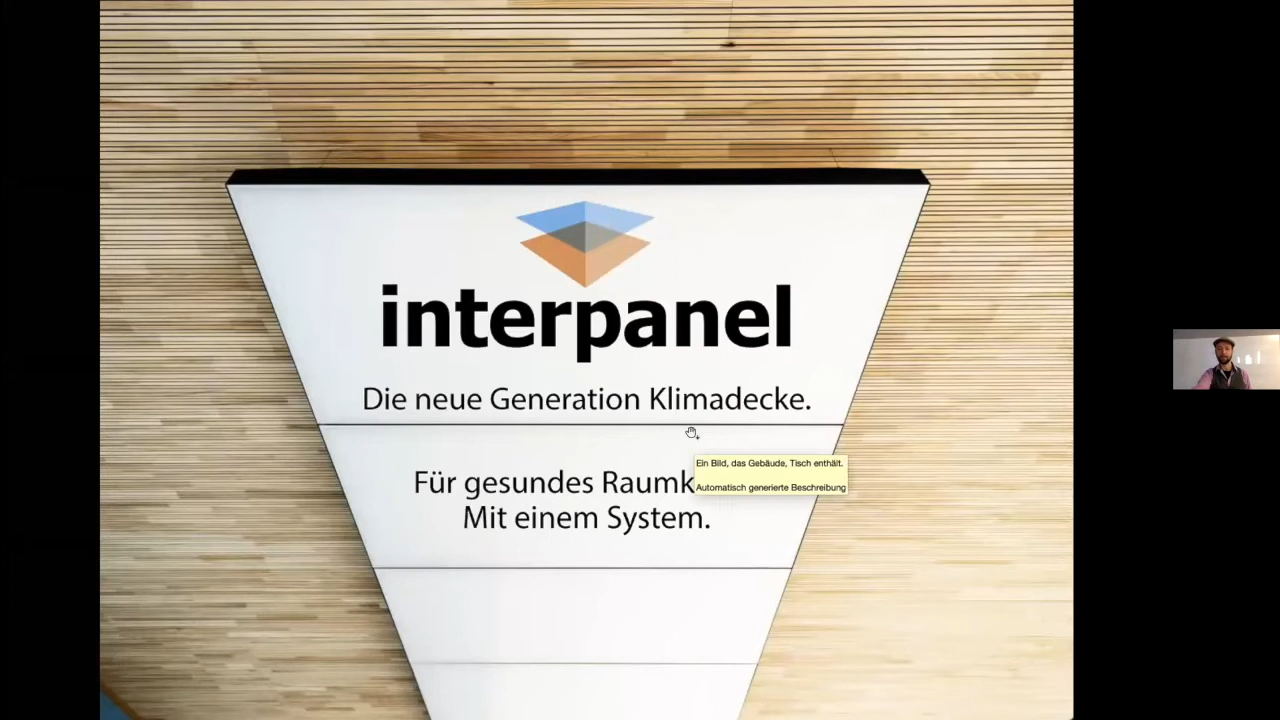 interpanel
Die neue Generation Klimadecke.
Für gesundes
Mit einem System.
Ein Bild, das Gebäude, Tisch enthält.
Automatisch generierte Beschreibung